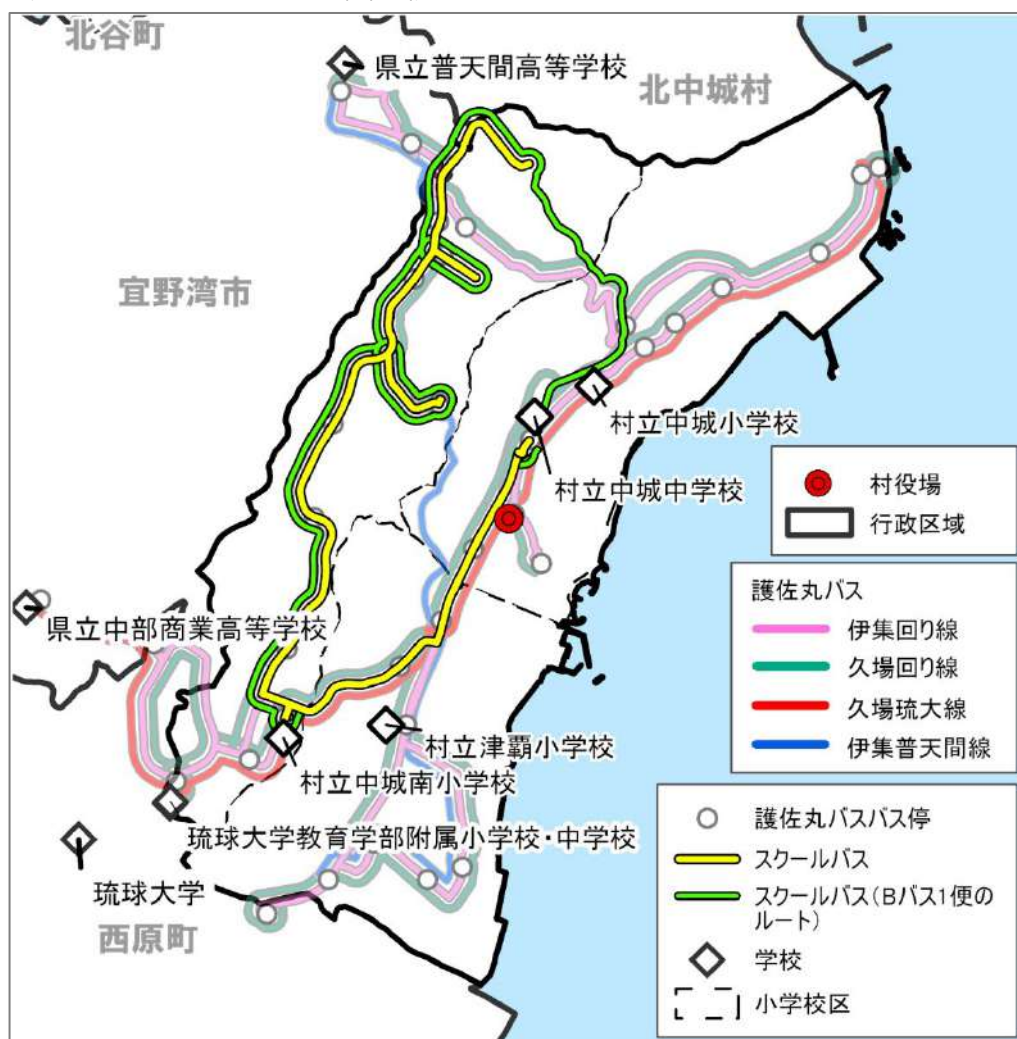 北谷町
県立普天間高等学校
北中城村
宜野湾市
村立中城小学校
村立中城中学校
県立中部商業高等学校
村立津覇小学校
村立中城南小学校
琉球大学教育学部附属小学校・中学校
琉球大学
西原町
村役場
行政区域
護佐丸バス
伊集回り線
久場回り線
久場琉大線
伊集普天間線
護佐丸バスバス停
スクールバス
スクールバス(Bバス1便の
ルート)
学校
小学校区